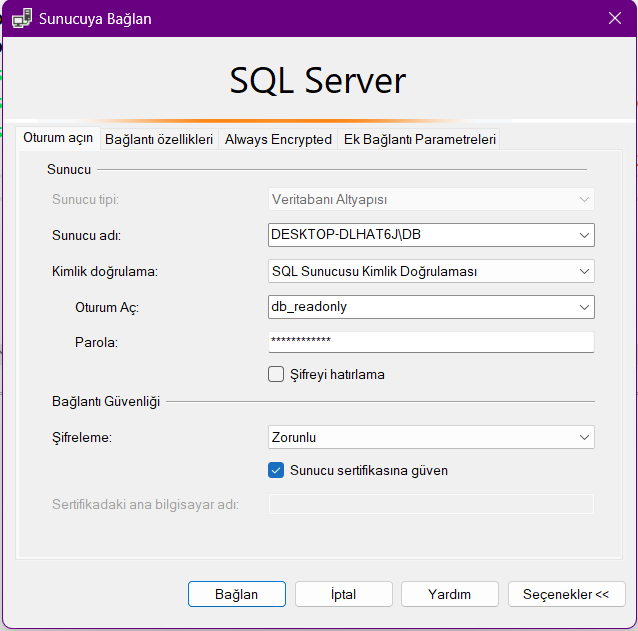 Sunucuya Bağlan
SQL Server
Oturum açın Bağlantı özellikleri Always Encrypted Ek Bağlantı Parametreleri
Sunucu
Sunucu tipi: Veritabanı Altyapısı
Sunucu adı: DESKTOP-DLHAT6J\DB
Kimlik doğrulama: SQL Sunucusu Kimlik Doğrulaması
Oturum Aç: db_readonly
Parola: ************
Şifreyi hatırlama
Bağlantı Güvenliği
Şifreleme: Zorunlu
Sunucu sertifikasına güven
Sertifikadaki ana bilgisayar adı:
Bağlan İptal Yardım Seçenekler <<